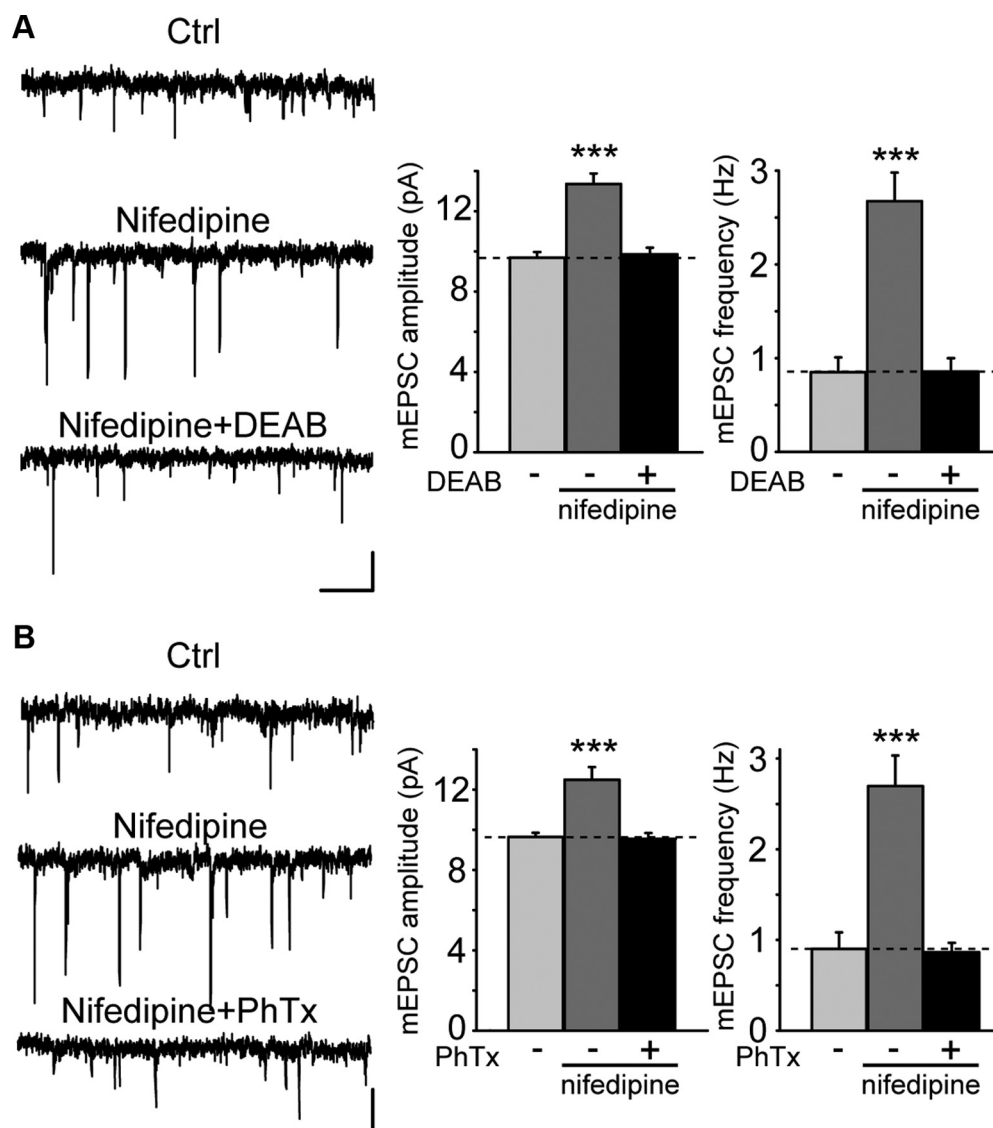 A
Ctrl
Nifedipine
Nifedipine+DEAB
mEPSC amplitude (pA)
12
8
4
0
***
DEAB - - +
nifedipine
mEPSC frequency (Hz)
3
2
1
0
***
DEAB - - +
nifedipine
B
Ctrl
Nifedipine
Nifedipine+PhTx
mEPSC amplitude (pA)
12
8
4
0
***
PhTx - - +
nifedipine
mEPSC frequency (Hz)
3
2
1
0
***
PhTx - - +
nifedipine